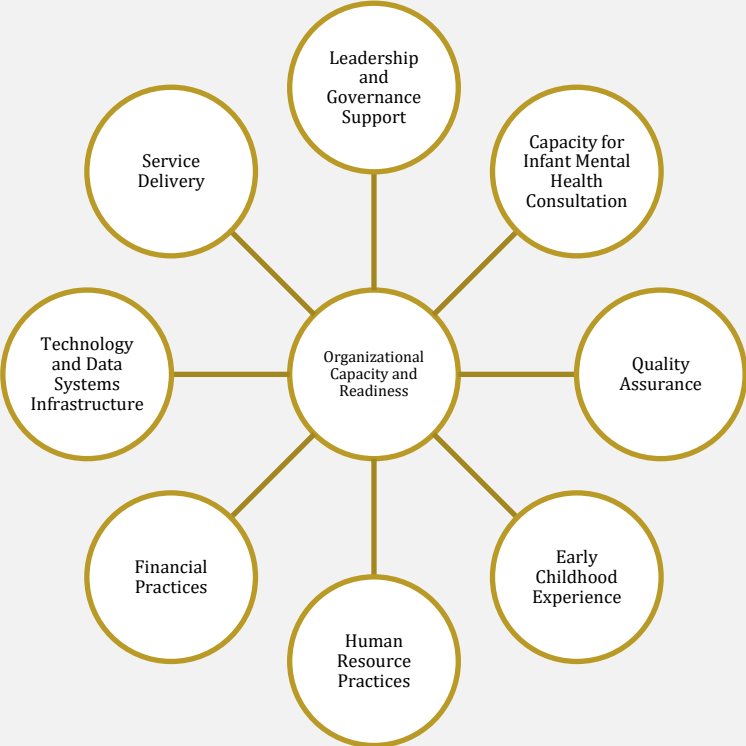 Leadership
and
Governance
Support
Capacity for
Infant Mental
Health
Consultation
Quality
Assurance
Early
Childhood
Experience
Human
Resource
Practices
Financial
Practices
Technology
and Data
Systems
Infrastructure
Service
Delivery
Organizational
Capacity and
Readiness